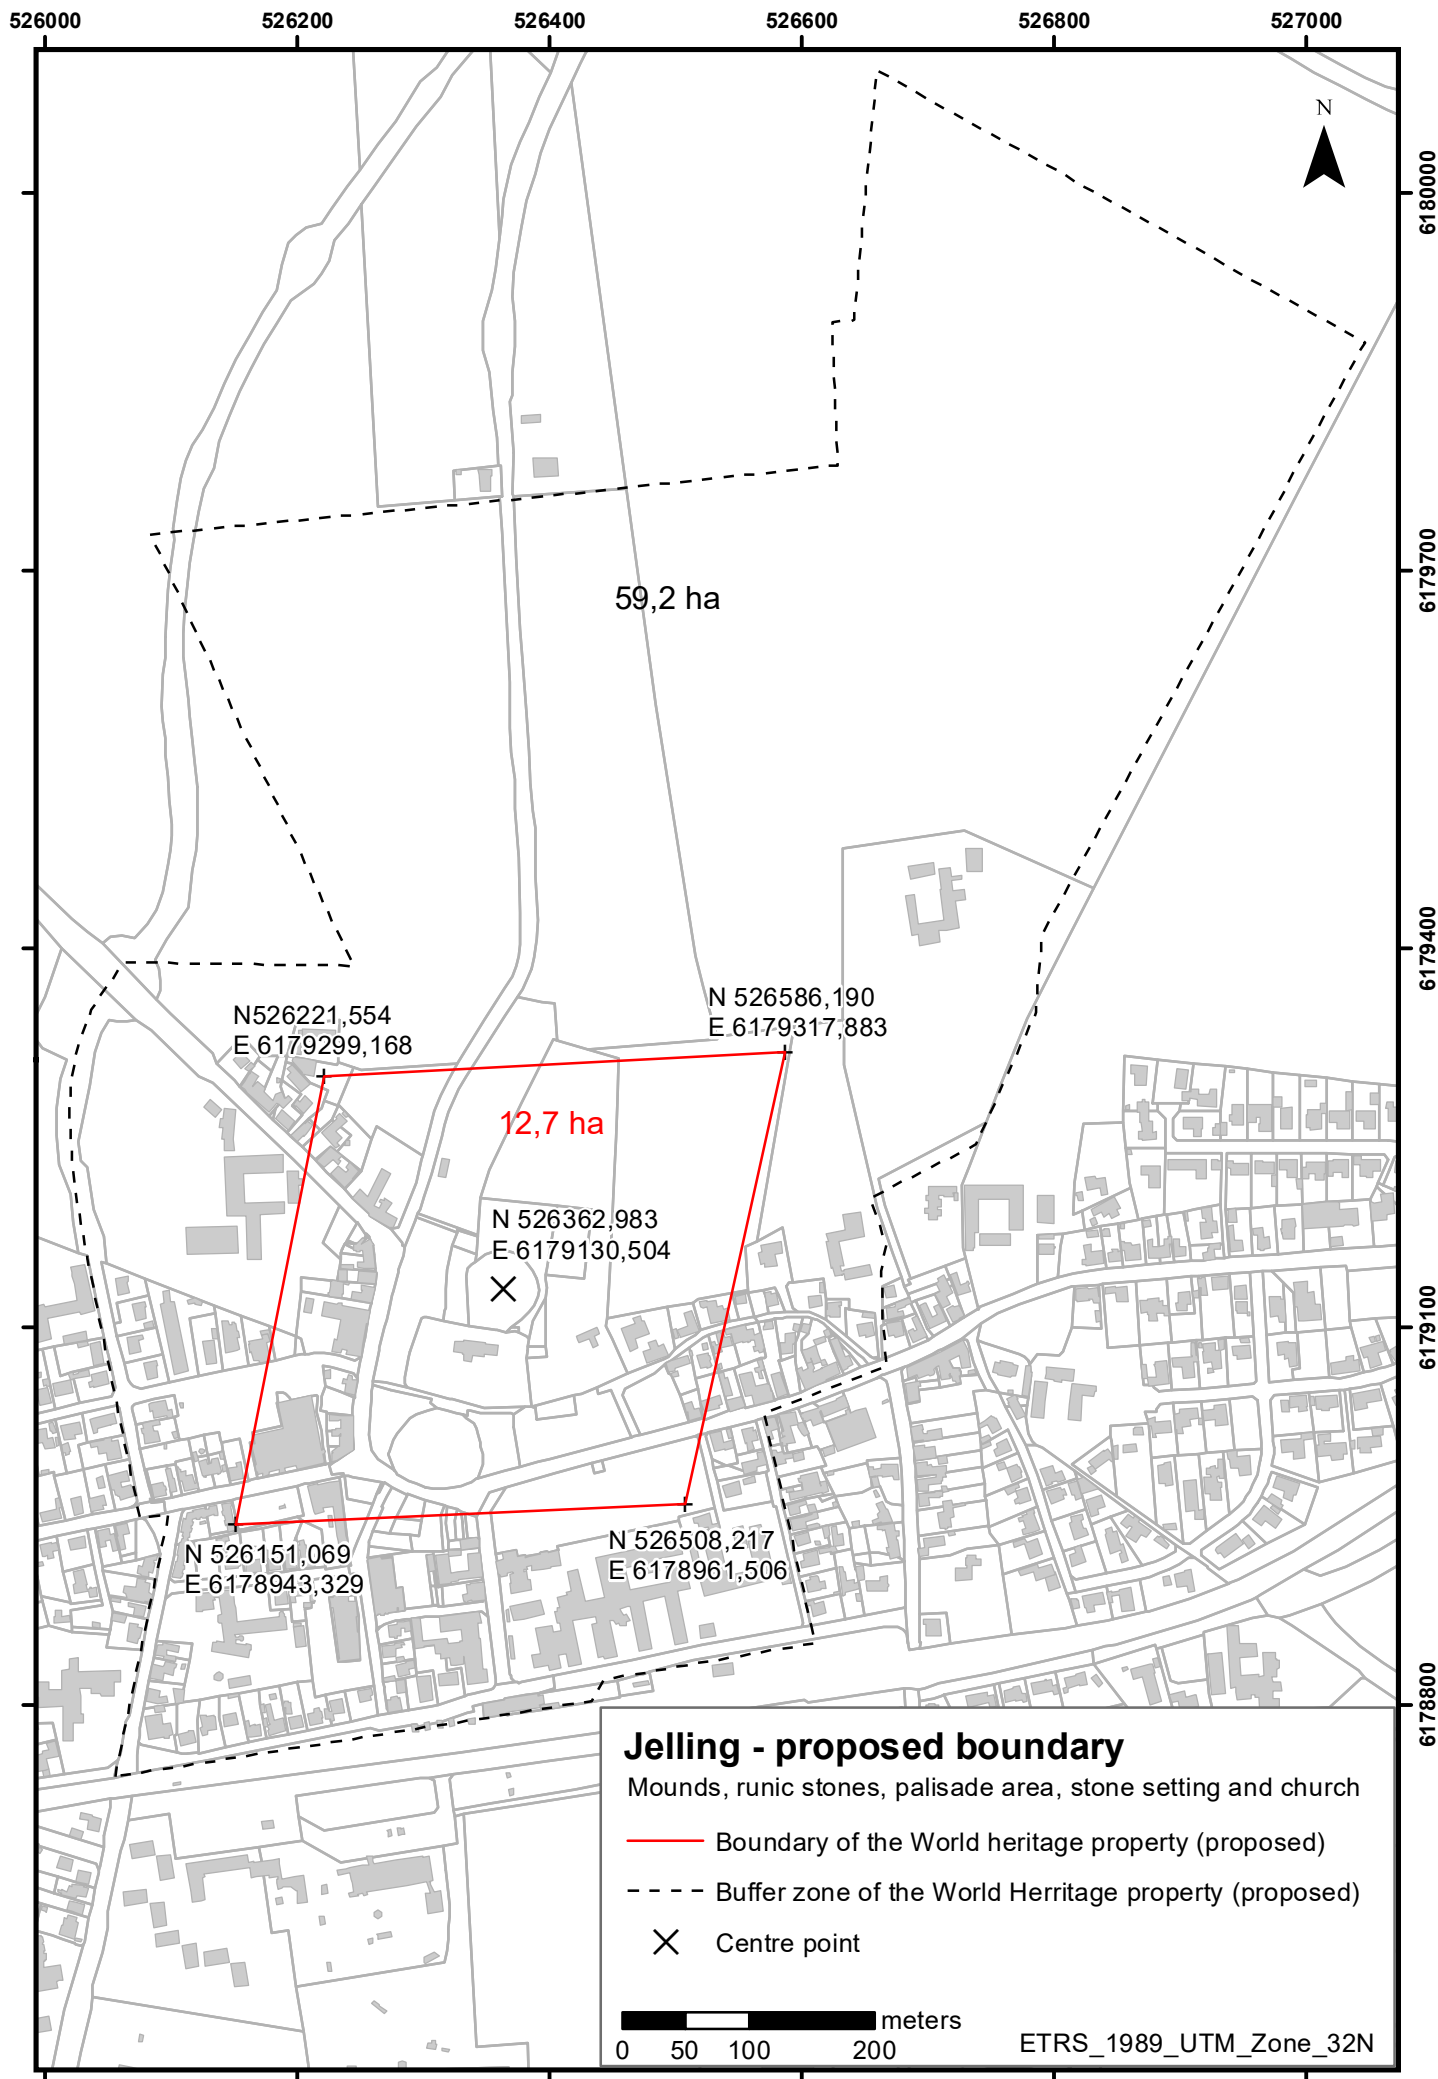 526000 526200 526400 526600 526800 527000
N
6180000
6179700
59,2 ha
6179400
N 526586,190
E 6179317,883
N526221,554
E 6179299,168
12,7 ha
N 526362,983
E 6179130,504
6179100
N 526508,217
E 6178961,506
N 526151,069
E 6178943,329
6178800
Jelling - proposed boundary
Mounds, runic stones, palisade area, stone setting and church
Boundary of the World heritage property (proposed)
Buffer zone of the World Herritage property (proposed)
Centre point
meters
0 50 100 200
ETRS_1989_UTM_Zone_32N